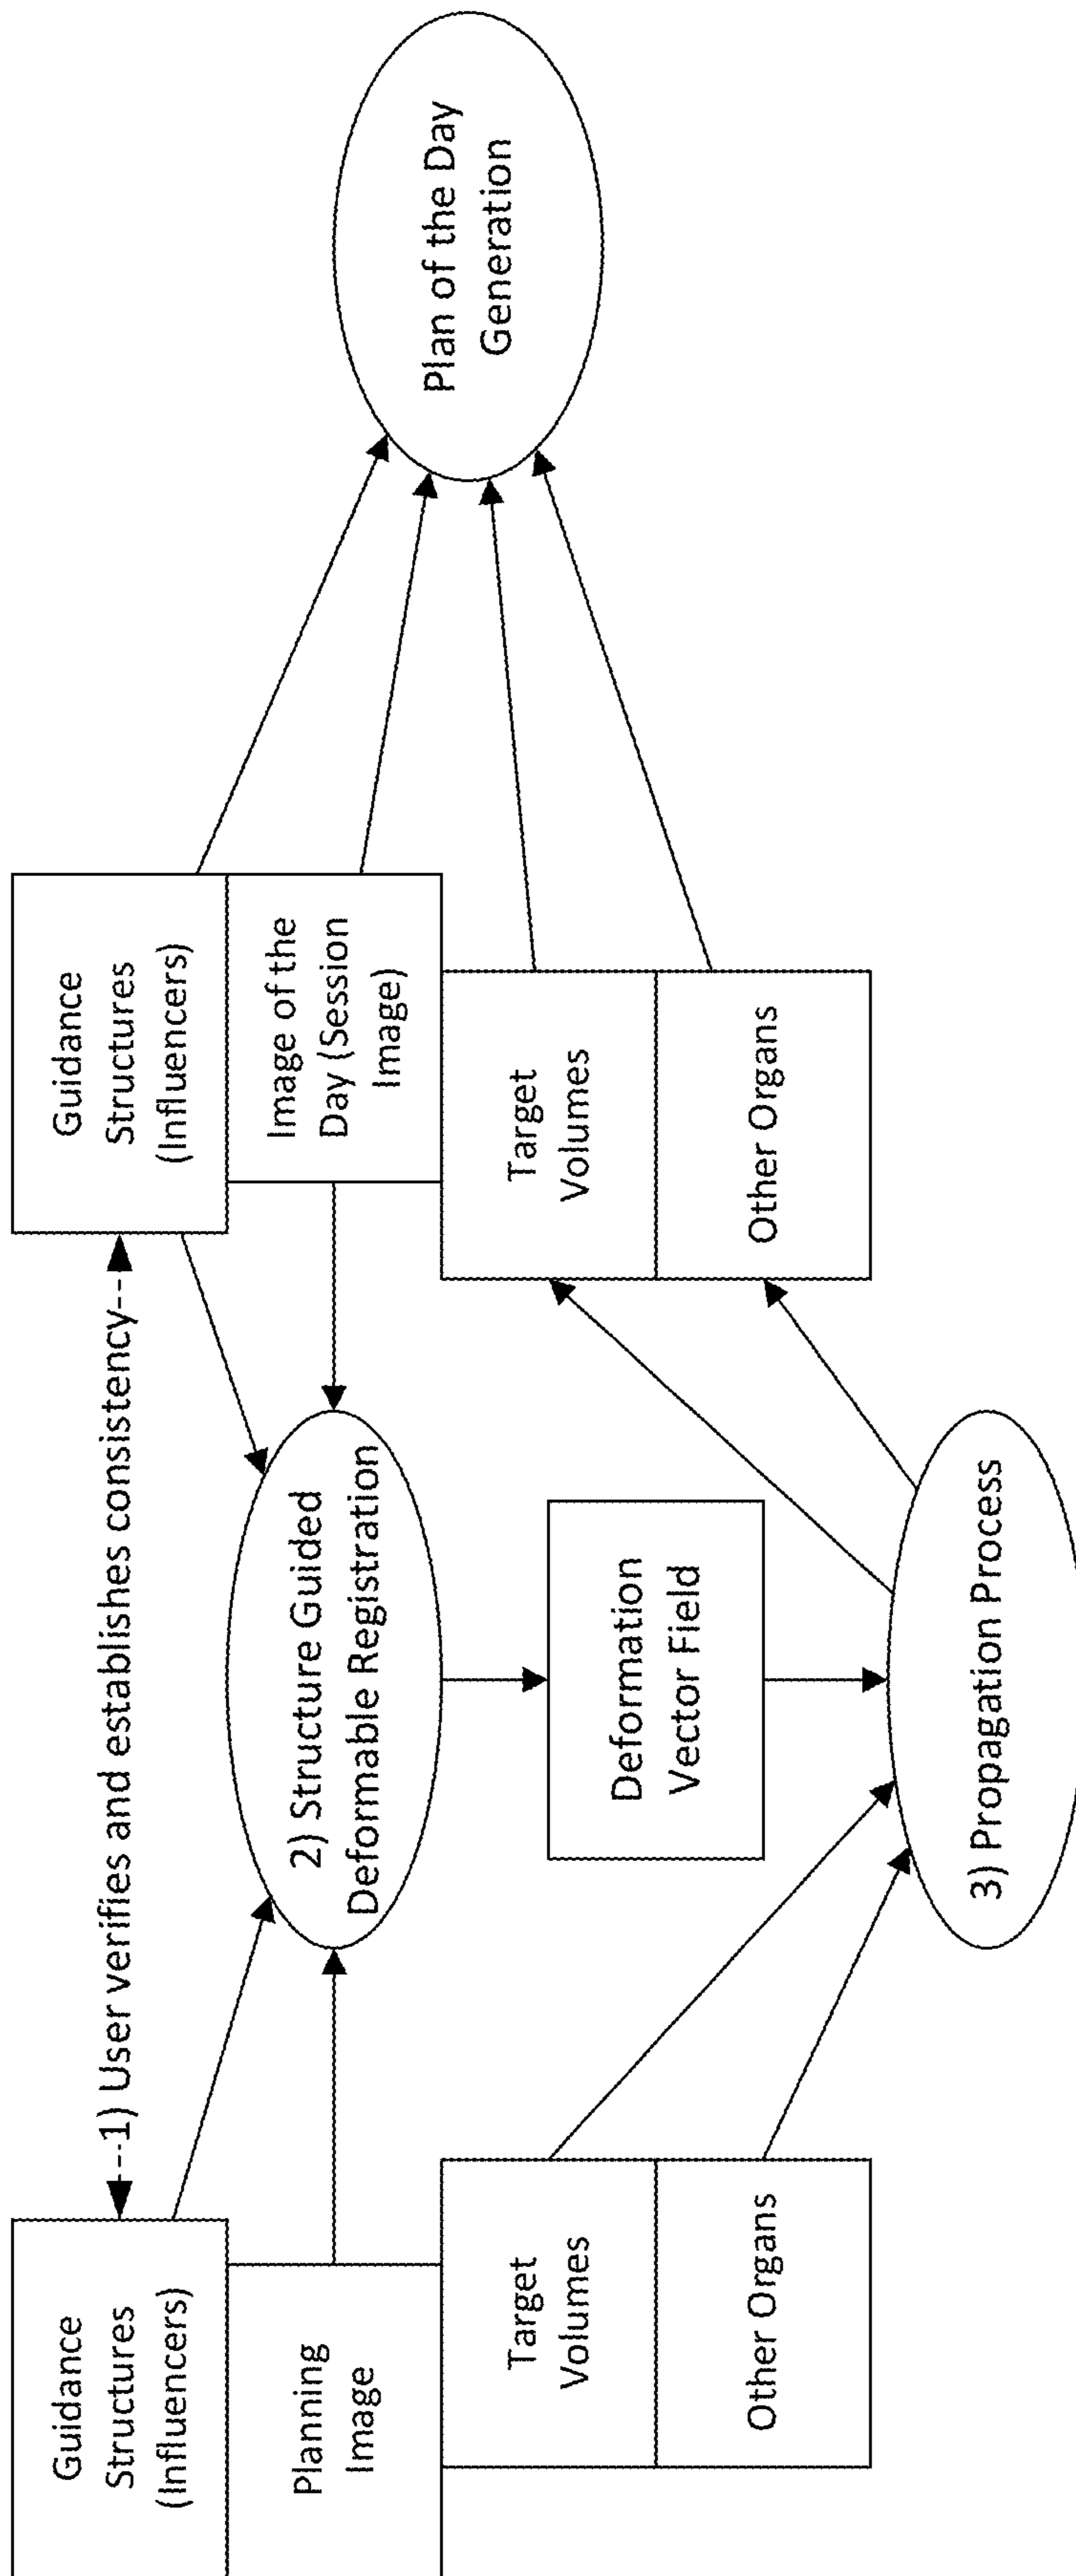 Guidance
Structures
(Influencers)
Planning
Image
Target
Volumes
Other Organs
1) User verifies and establishes consistency
2) Structure Guided
Deformable Registration
Deformation
Vector Field
3) Propagation Process
Guidance
Structures
(Influencers)
Image of the
Day (Session
Image)
Target
Volumes
Other Organs
Plan of the Day
Generation